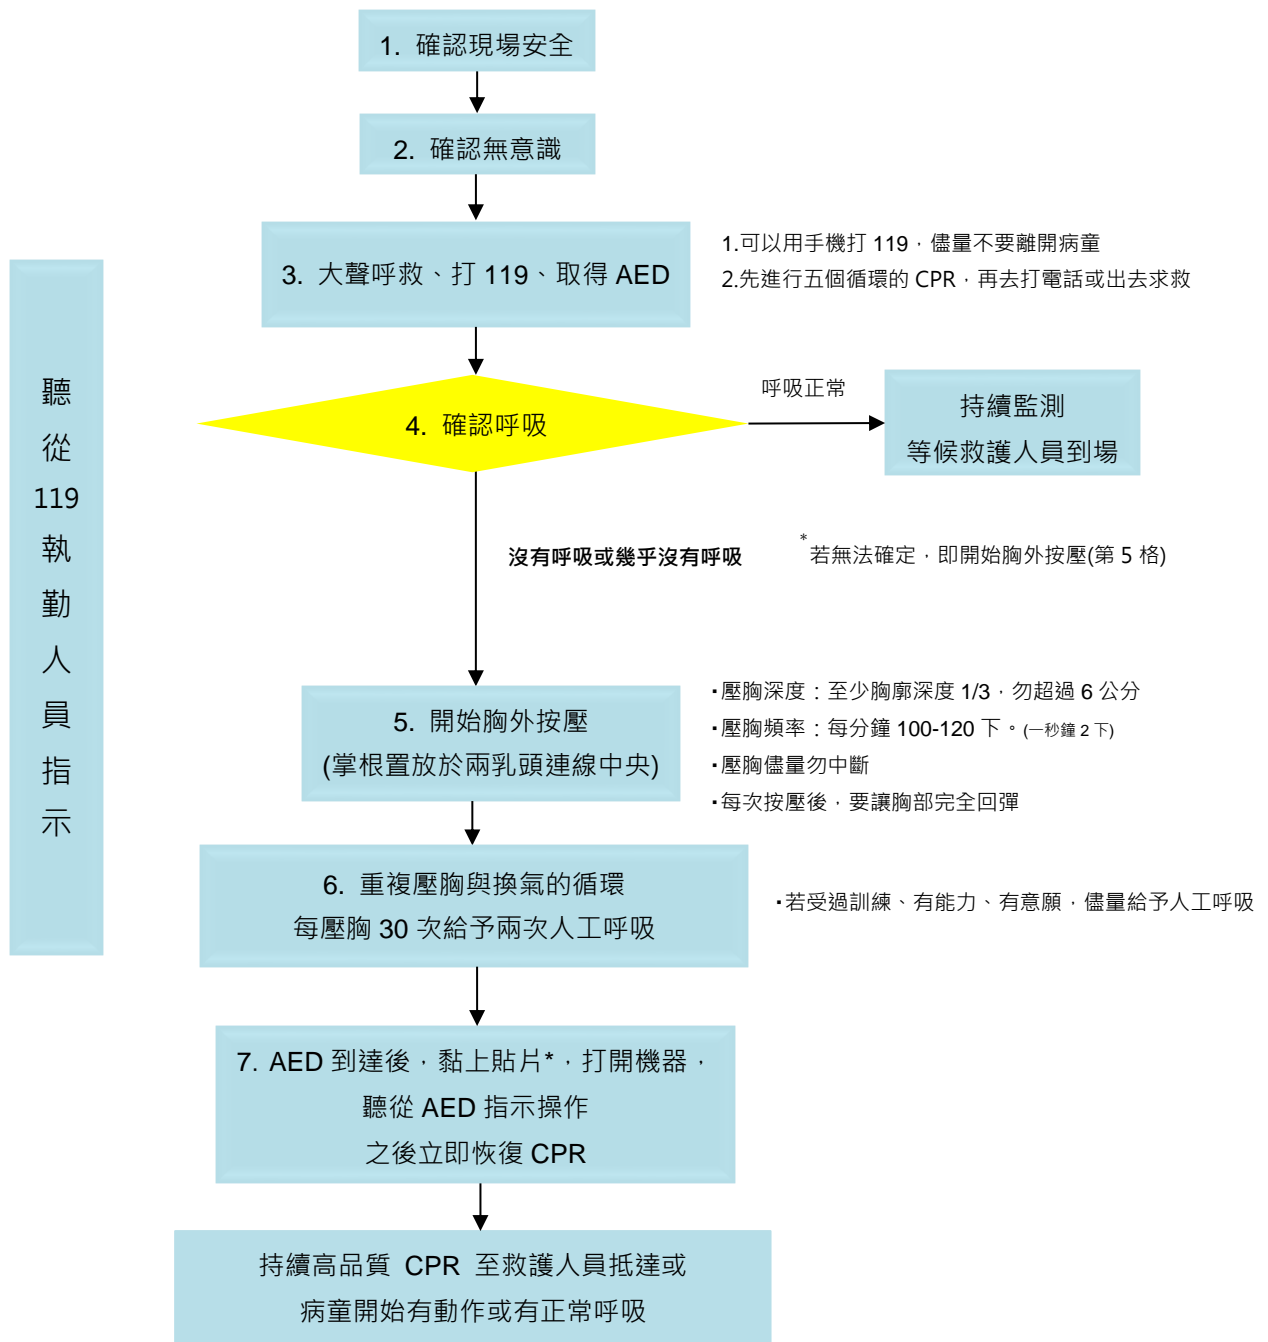 1. 確認現場安全
2. 確認無意識
3. 大聲呼救、打 119、取得 AED
1.可以用手機打 119，儘量不要離開病童
2.先進行五個循環的 CPR，再去打電話或出去求救
聽
從
119
執
勤
人
員
指
示
4. 確認呼吸
呼吸正常
持續監測
等候救護人員到場
沒有呼吸或幾乎沒有呼吸
*若無法確定，即開始胸外按壓(第 5 格)
5. 開始胸外按壓
(掌根置放於兩乳頭連線中央)
▪壓胸深度：至少胸廓深度 1/3，勿超過 6 公分
▪壓胸頻率：每分鐘 100-120 下。(一秒鐘 2 下)
▪壓胸儘量勿中斷
▪每次按壓後，要讓胸部完全回彈
6. 重複壓胸與換氣的循環
每壓胸 30 次給予兩次人工呼吸
▪若受過訓練、有能力、有意願，儘量給予人工呼吸
7. AED 到達後，黏上貼片*，打開機器，
聽從 AED 指示操作
之後立即恢復 CPR
持續高品質 CPR 至救護人員抵達或
病童開始有動作或有正常呼吸